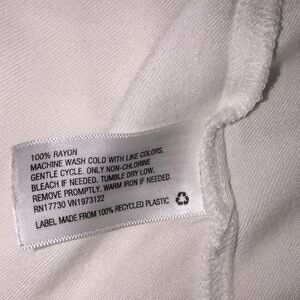 100% RAYON
MACHINE WASH COLD WITH LIKE COLORS.
GENTLE CYCLE. ONLY NON-CHLORINE
BLEACH IF NEEDED. TUMBLE DRY LOW.
REMOVE PROMPTLY. WARM IRON IF NEEDED.
RN17730 VN1973122
LABEL MADE FROM 100% RECYCLED PLASTIC